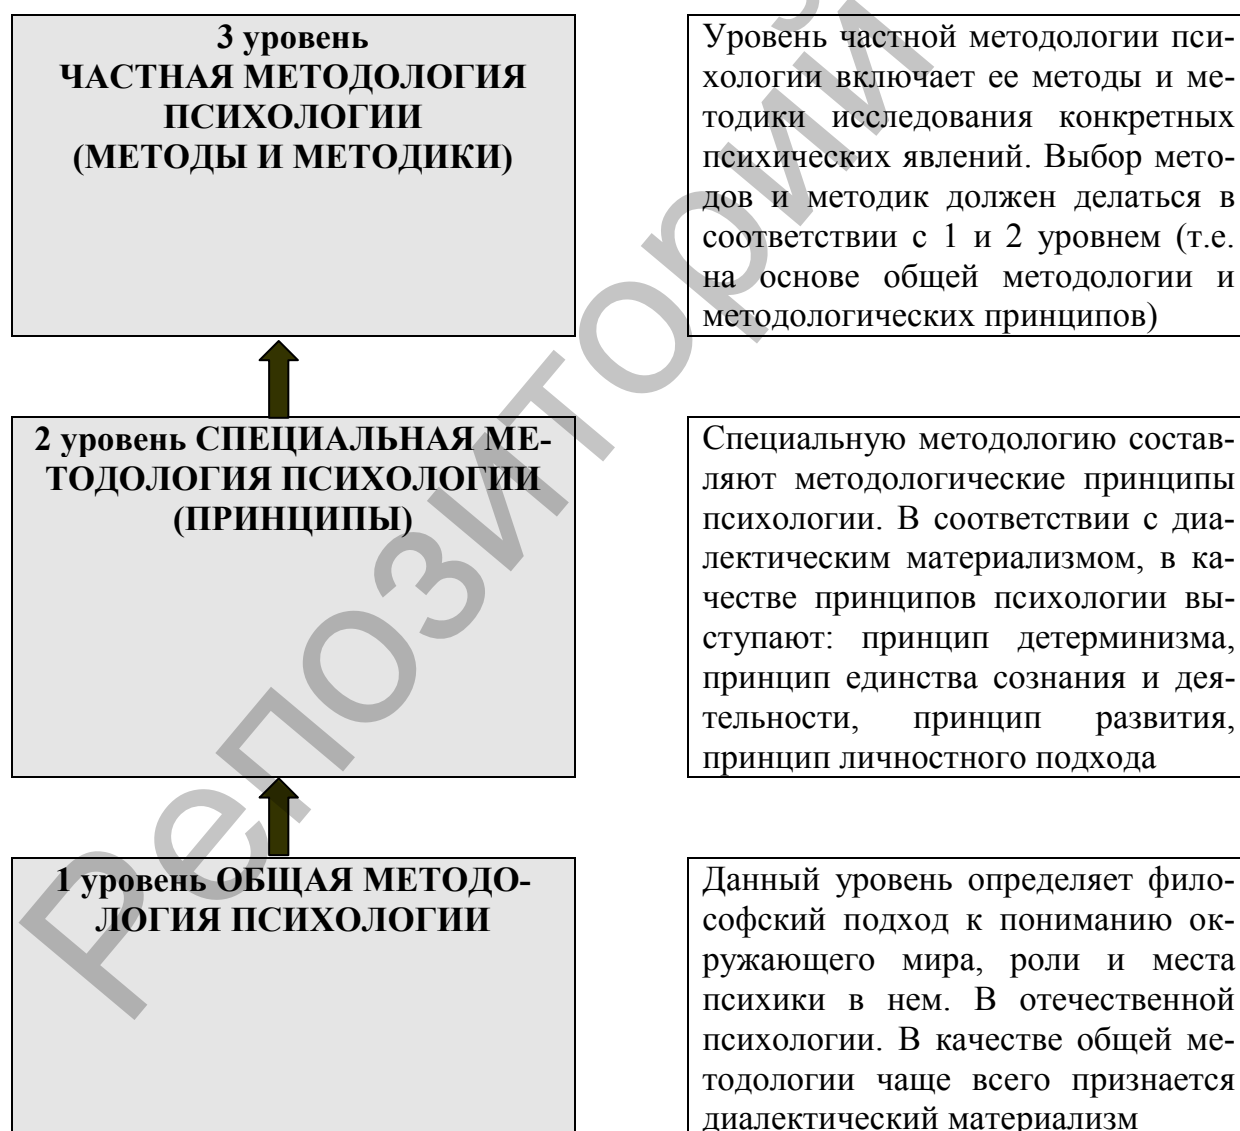 3 уровень
ЧАСТНАЯ МЕТОДОЛОГИЯ
ПСИХОЛОГИИ
(МЕТОДЫ И МЕТОДИКИ)
Уровень частной методологии пси-
хологии включает ее методы и ме-
тодики исследования конкретных
психических явлений. Выбор мето-
дов и методик должен делаться в
соответствии с 1 и 2 уровнем (т.е.
на основе общей методологии и
методологических принципов)
2 уровень СПЕЦИАЛЬНАЯ МЕ-
ТОДОЛОГИЯ ПСИХОЛОГИИ
(ПРИНЦИПЫ)
Специальную методологию состав-
ляют методологические принципы
психологии. В соответствии с диа-
лектическим материализмом, в ка-
честве принципов психологии вы-
ступают: принцип детерминизма,
принцип единства сознания и дея-
тельности, принцип развития,
принцип личностного подхода
1 уровень ОБЩАЯ МЕТОДО-
ЛОГИЯ ПСИХОЛОГИИ
Данный уровень определяет фило-
софский подход к пониманию ок-
ружающего мира, роли и места
психики в нем. В отечественной
психологии. В качестве общей ме-
тодологии чаще всего признается
диалектический материализм
Репозиторий